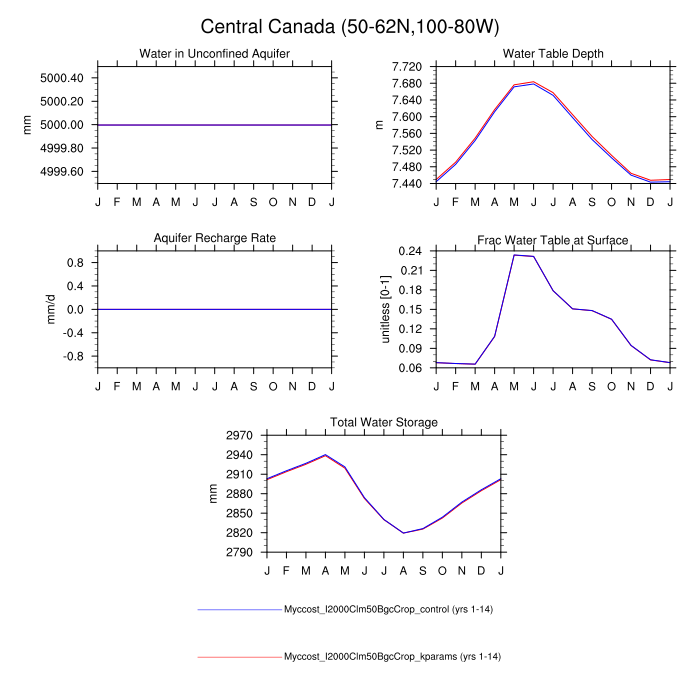 Central Canada (50-62N,100-80W)
Water in Unconfined Aquifer
mm
5000.40
5000.20
5000.00
4999.80
4999.60
J F M A M J J A S O N D J
Water Table Depth
m
7.720
7.680
7.640
7.600
7.560
7.520
7.480
7.440
J F M A M J J A S O N D J
Aquifer Recharge Rate
mm/d
0.8
0.4
0.0
-0.4
-0.8
J F M A M J J A S O N D J
Frac Water Table at Surface
unitless [0-1]
0.24
0.21
0.18
0.15
0.12
0.09
0.06
J F M A M J J A S O N D J
Total Water Storage
mm
2970
2940
2910
2880
2850
2820
2790
J F M A M J J A S O N D J
Myccost_I2000Clm50BgcCrop_control (yrs 1-14)
Myccost_I2000Clm50BgcCrop_kparams (yrs 1-14)